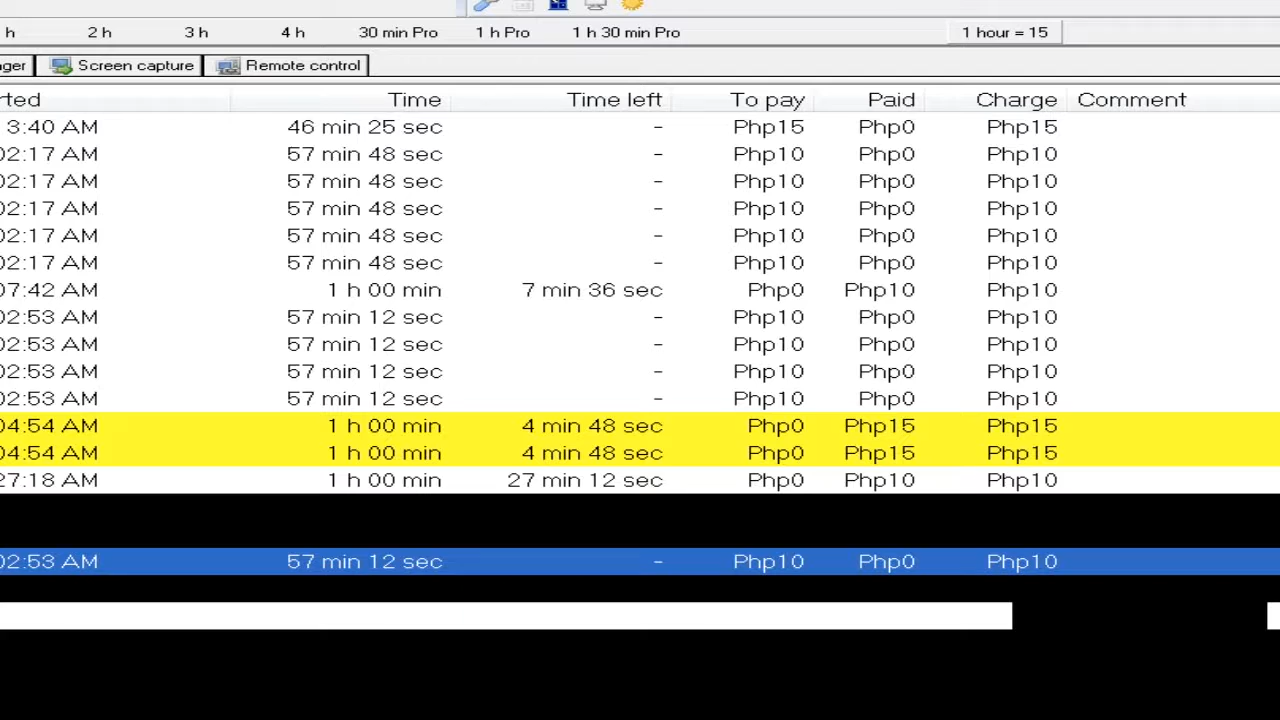 h 2 h 3 h 4 h 30 min Pro 1 h Pro 1 h 30 min Pro 1 hour = 15
ger Screen capture Remote control
rted Time Time left To pay Paid Charge Comment
3:40 AM 46 min 25 sec - Php15 Php0 Php15
02:17 AM 57 min 48 sec - Php10 Php0 Php10
02:17 AM 57 min 48 sec - Php10 Php0 Php10
02:17 AM 57 min 48 sec - Php10 Php0 Php10
02:17 AM 57 min 48 sec - Php10 Php0 Php10
02:17 AM 57 min 48 sec - Php10 Php0 Php10
07:42 AM 1 h 00 min 7 min 36 sec Php0 Php10 Php10
02:53 AM 57 min 12 sec - Php10 Php0 Php10
02:53 AM 57 min 12 sec - Php10 Php0 Php10
02:53 AM 57 min 12 sec - Php10 Php0 Php10
02:53 AM 57 min 12 sec - Php10 Php0 Php10
04:54 AM 1 h 00 min 4 min 48 sec Php0 Php15 Php15
04:54 AM 1 h 00 min 4 min 48 sec Php0 Php15 Php15
27:18 AM 1 h 00 min 27 min 12 sec Php0 Php10 Php10
02:53 AM 57 min 12 sec - Php10 Php0 Php10